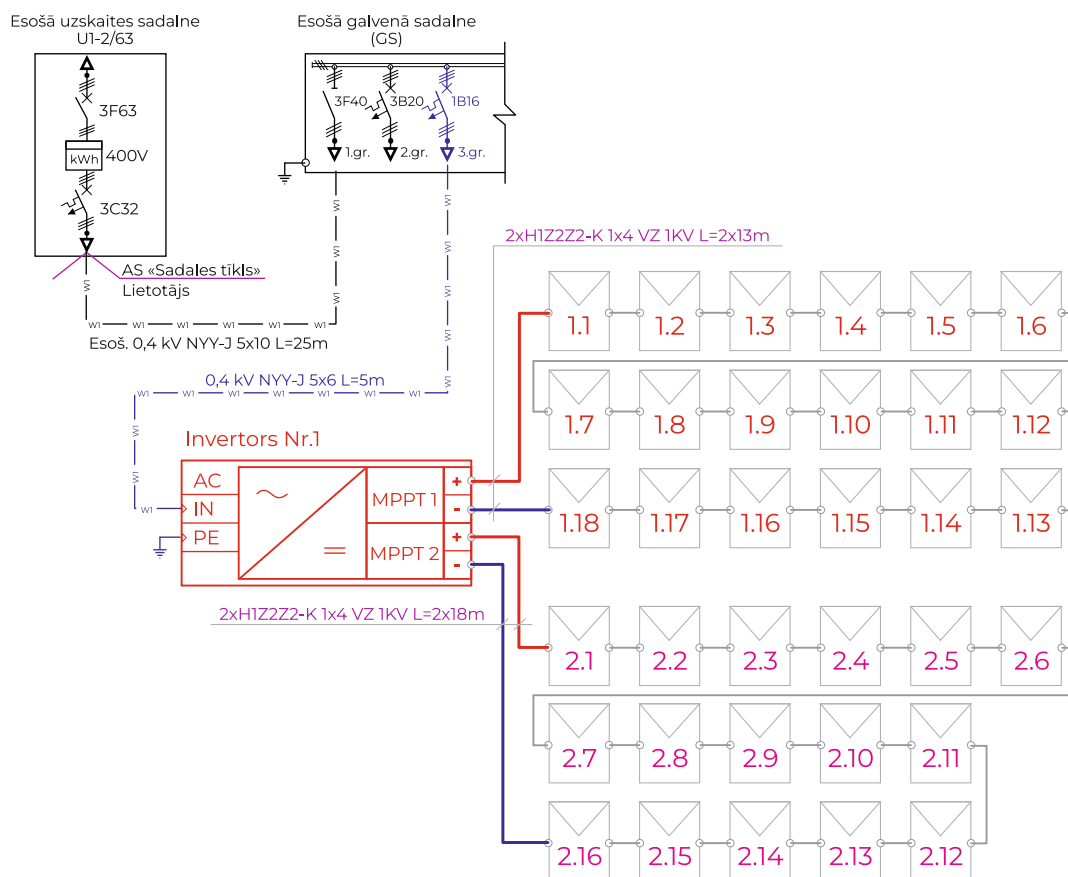 Esošā uzskaites sadalne
U1-2/63
Esošā galvenā sadalne
(GS)
3F63
kWh
400V
3C32
3F40
3B20
1B16
1.gr.
2.gr.
3.gr.
AS «Sadales tīkls»
Lietotājs
W1
W1
W1 W1 W1 W1 W1 W1
Esoš. 0,4 kV NYY-J 5x10 L=25m
W1
W1
0,4 kV NYY-J 5x6 L=5m
W1 W1 W1 W1 W1 W1 W1
W1
W1
W1
2xH1Z2Z2-K 1x4 VZ 1KV L=2x13m
Invertors Nr.1
AC
IN
PE
MPPT 1
MPPT 2
+
-
+
-
2xH1Z2Z2-K 1x4 VZ 1KV L=2x18m
1.1 1.2 1.3 1.4 1.5 1.6
1.7 1.8 1.9 1.10 1.11 1.12
1.18 1.17 1.16 1.15 1.14 1.13
2.1 2.2 2.3 2.4 2.5 2.6
2.7 2.8 2.9 2.10 2.11
2.16 2.15 2.14 2.13 2.12